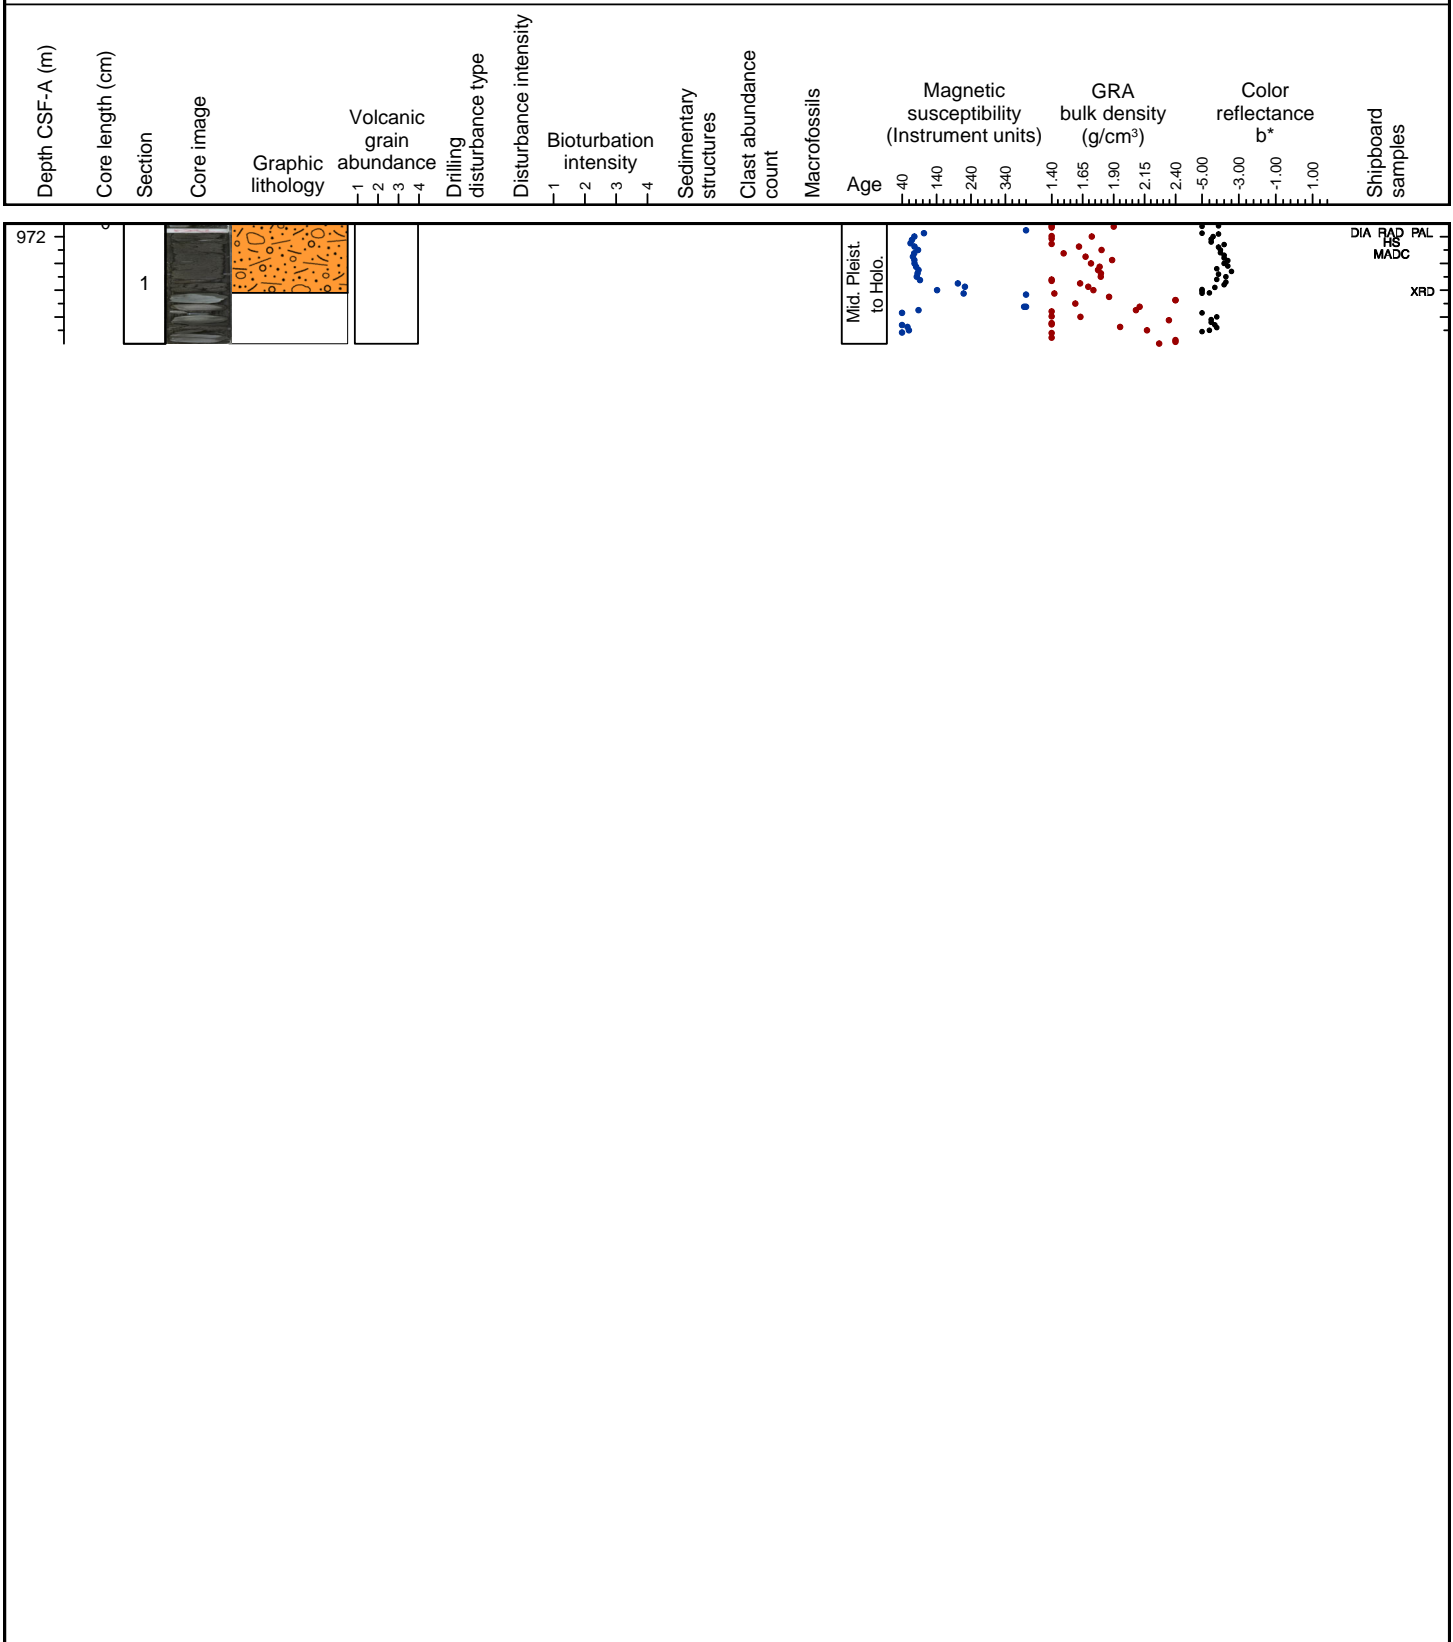 Depth CSF-A (m)
Core length (cm)
Section
Core image
Graphic
lithology
Volcanic
grain
abundance
1 2 3 4
Drilling
disturbance type
Disturbance intensity
Bioturbation
intensity
1 2 3 4
Sedimentary
structures
Clast abundance
count
Macrofossils
Age
Magnetic
susceptibility
(Instrument units)
40 140 240 340
GRA
bulk density
(g/cm³)
1.40 1.65 1.90 2.15 2.40
Color
reflectance
b*
-5.00 -3.00 -1.00 1.00
Shipboard
samples
972
1
Mid. Pleist.
to Holo.
DIA RAD PAL
HS
MADC
XRD